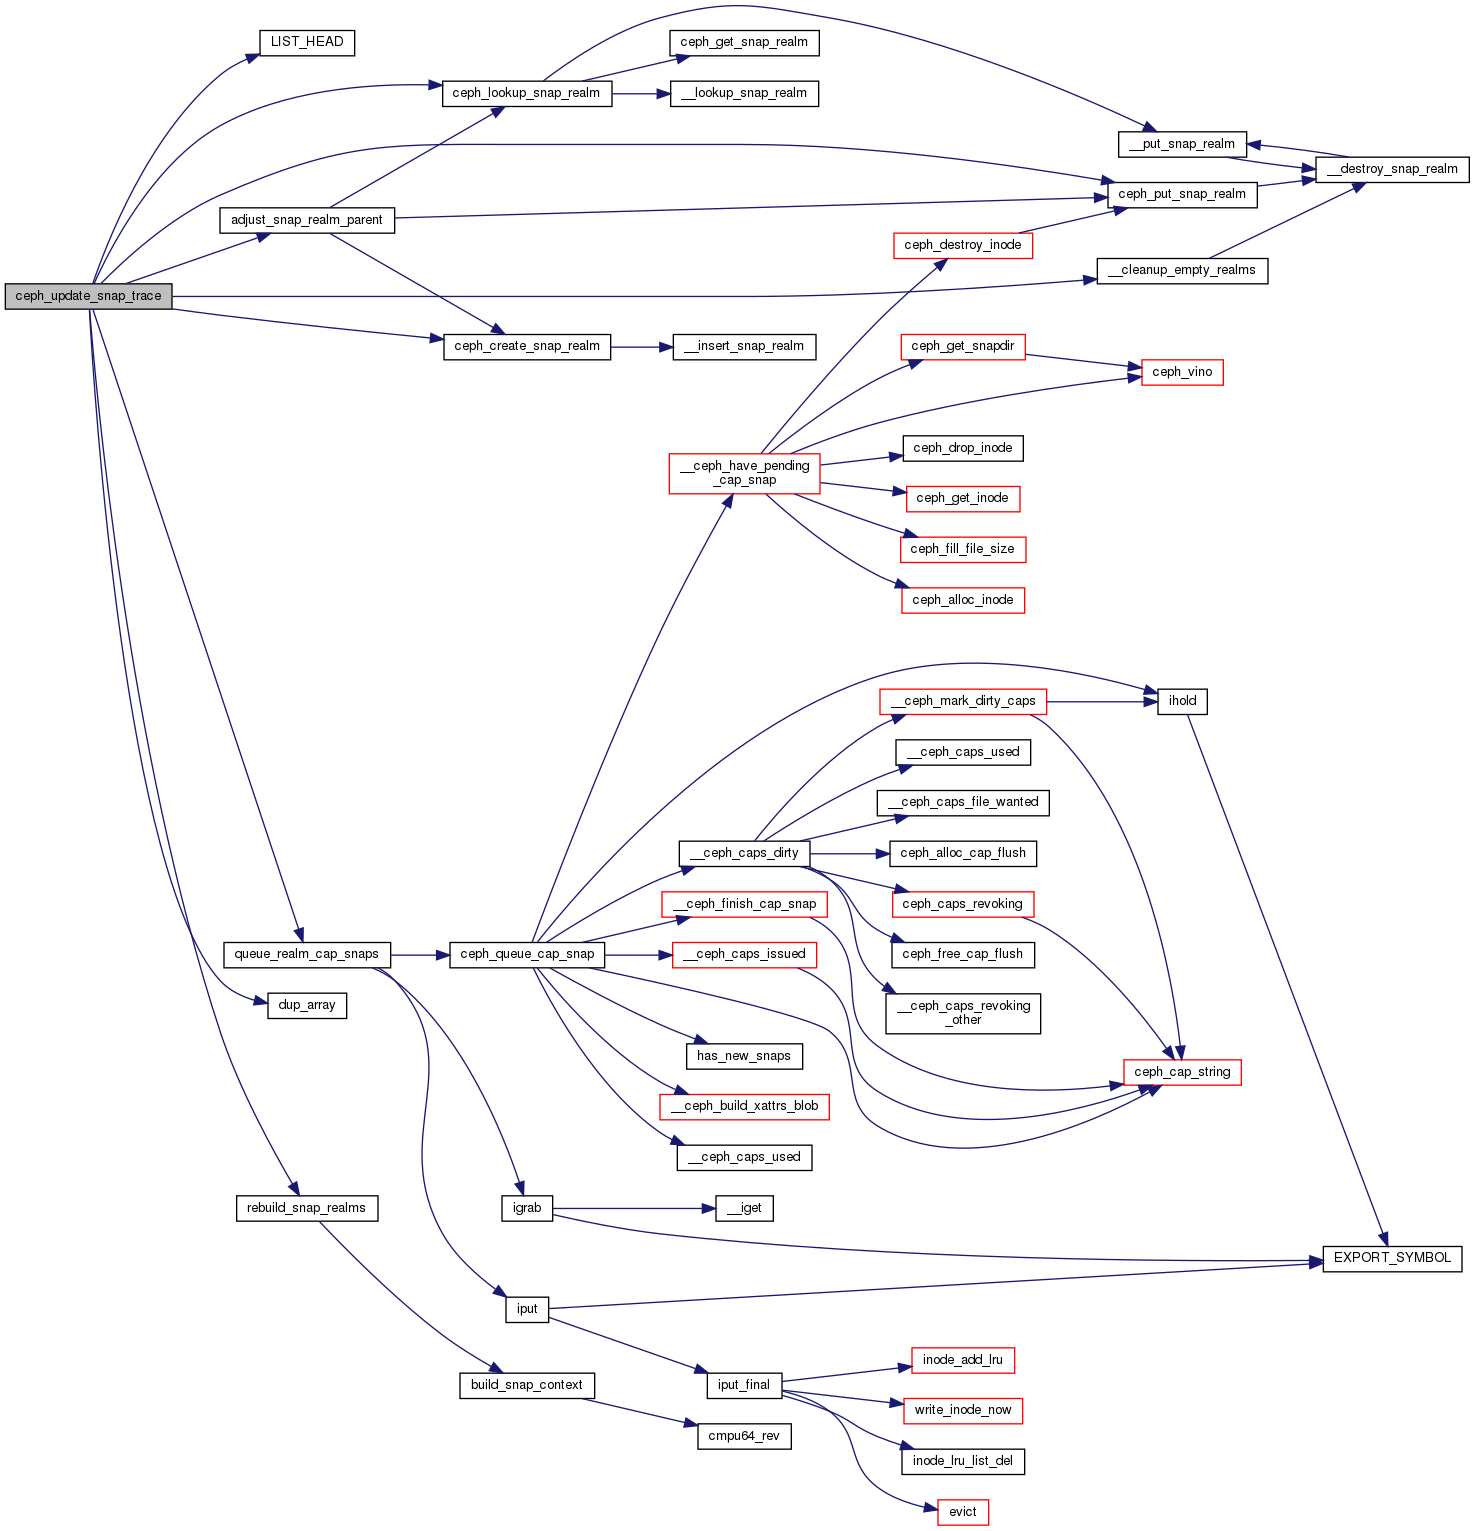 LIST_HEAD
ceph_get_snap_realm
ceph_lookup_snap_realm
__lookup_snap_realm
__put_snap_realm
__destroy_snap_realm
ceph_put_snap_realm
adjust_snap_realm_parent
ceph_destroy_inode
__cleanup_empty_realms
ceph_update_snap_trace
ceph_create_snap_realm
__insert_snap_realm
ceph_get_snapdir
ceph_vino
ceph_drop_inode
__ceph_have_pending
_cap_snap
ceph_get_inode
ceph_fill_file_size
ceph_alloc_inode
__ceph_mark_dirty_caps
ihold
__ceph_caps_used
__ceph_caps_file_wanted
__ceph_caps_dirty
ceph_alloc_cap_flush
__ceph_finish_cap_snap
ceph_caps_revoking
queue_realm_cap_snaps
ceph_queue_cap_snap
__ceph_caps_issued
ceph_free_cap_flush
dup_array
__ceph_caps_revoking
_other
has_new_snaps
ceph_cap_string
__ceph_build_xattrs_blob
__ceph_caps_used
rebuild_snap_realms
igrab
__iget
EXPORT_SYMBOL
iput
inode_add_lru
build_snap_context
iput_final
write_inode_now
cmpu64_rev
inode_lru_list_del
evict